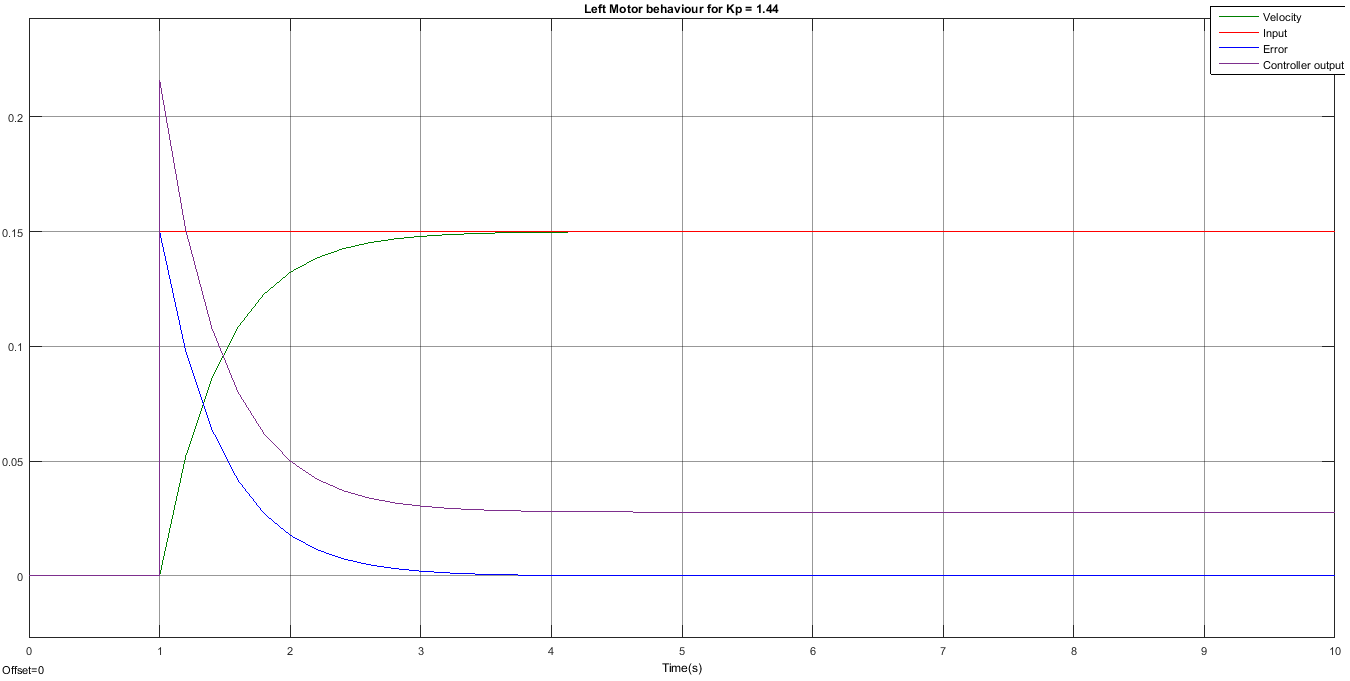 Left Motor behaviour for Kp = 1.44
Velocity
Input
Error
Controller output
0.2
0.15
0.1
0.05
0
0 1 2 3 4 5 6 7 8 9 10
Time(s)
Offset=0